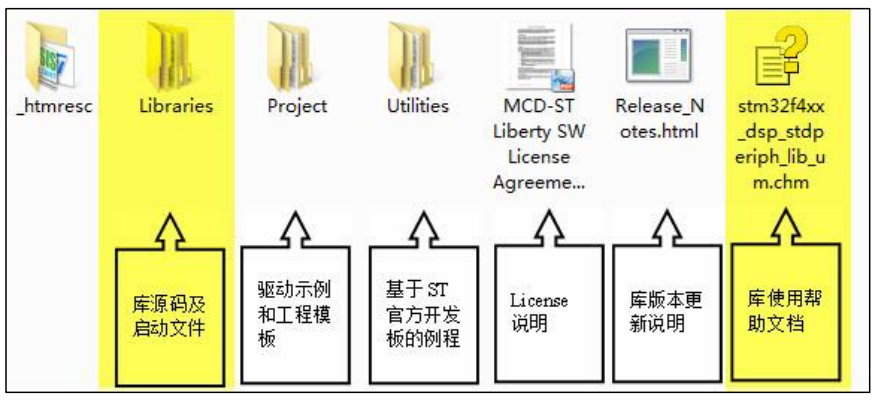 _htmresc
Libraries
Project
Utilities
MCD-ST
Liberty SW
License
Agreeme...
Release_N
otes.html
stm32f4xx
_dsp_stdp
eriph_lib_u
m.chm
库源码及
启动文件
驱动示例
和工程模
板
基于 ST
官方开发
板的例程
License
说明
库版本更
新说明
库使用帮
助文档